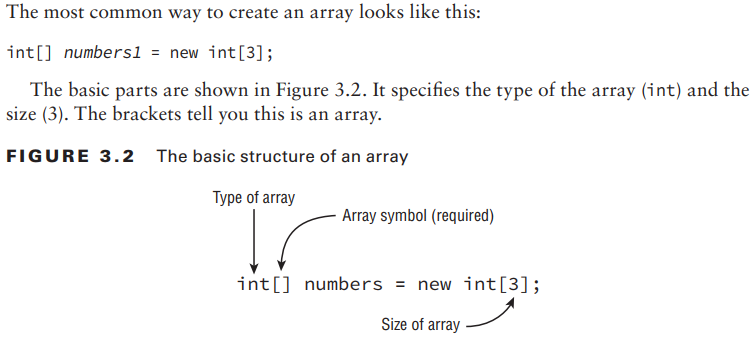 The most common way to create an array looks like this:
int[] numbers1 = new int[3];
The basic parts are shown in Figure 3.2. It specifies the type of the array (int) and the
size (3). The brackets tell you this is an array.
FIGURE 3.2 The basic structure of an array
Type of array
Array symbol (required)
int[] numbers = new int[3];
Size of array